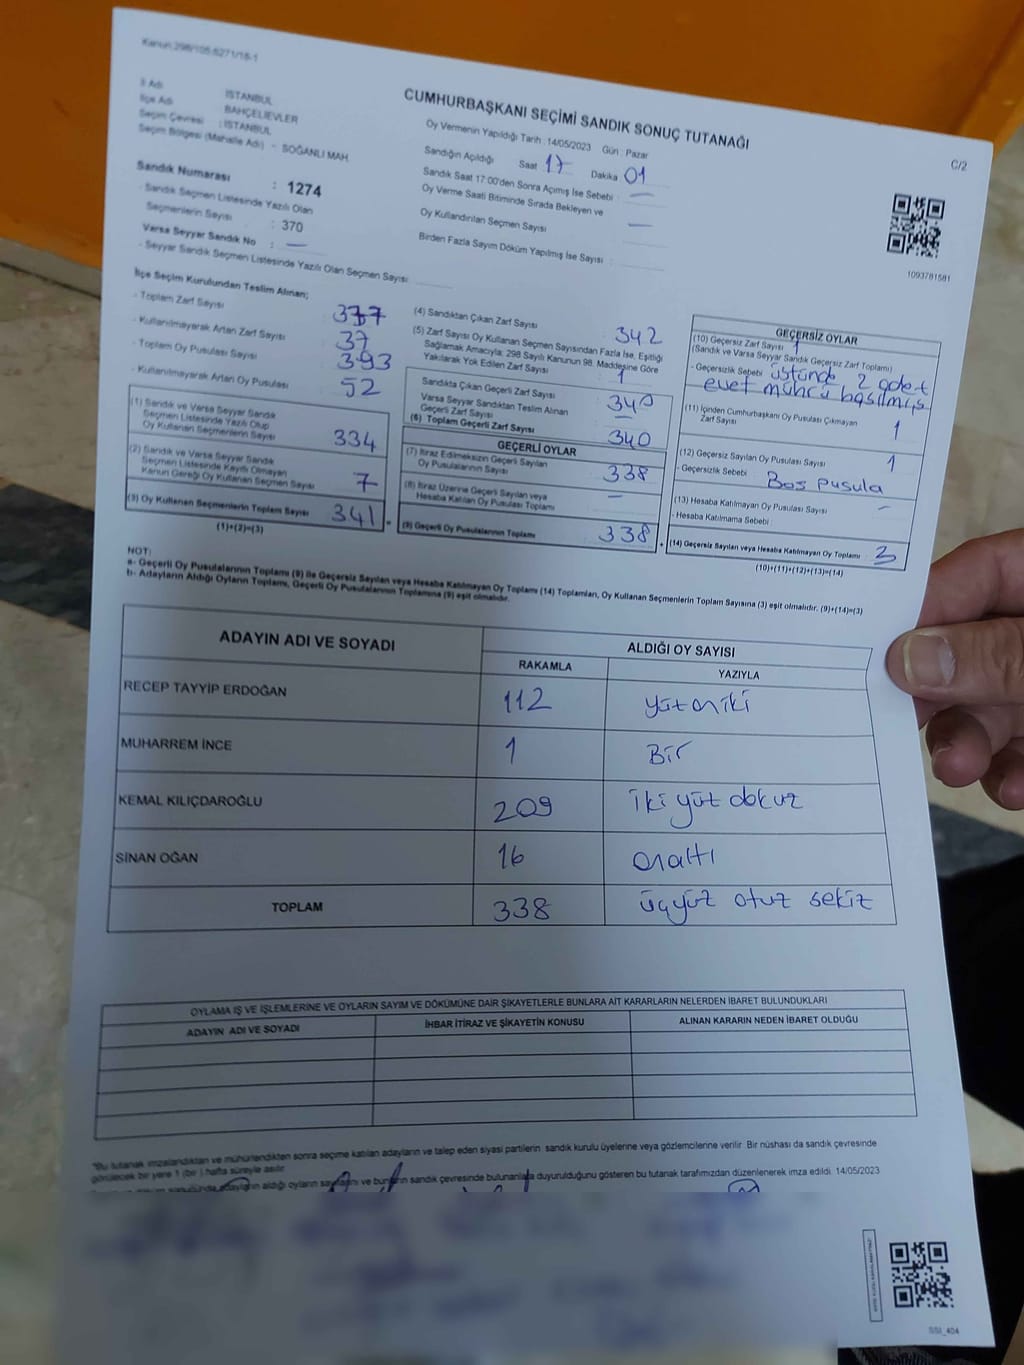 Kanun:298/105-5271/16-1
CUMHURBAŞKANI SEÇİMİ SANDIK SONUÇ TUTANAĞI
C/2
İl Adı : İSTANBUL
İlçe Adı : BAHÇELİEVLER
Seçim Çevresi : İSTANBUL
Seçim Bölgesi (Mahalle Adı) - SOĞANLI MAH.
Sandık Numarası : 1274
- Sandık Seçmen Listesinde Yazılı Olan
Seçmenlerin Sayısı : 370
Varsa Seyyar Sandık No : —
- Seyyar Sandık Seçmen Listesinde Yazılı Olan Seçmen Sayısı
Oy Vermenin Yapıldığı Tarih : 14/05/2023 Gün : Pazar
Sandığın Açıldığı Saat 17 Dakika 01
Sandık Saat 17:00'den Sonra Açımış İse Sebebi : —
Oy Verme Saati Bitiminde Sırada Bekleyen ve
Oy Kullandırılan Seçmen Sayısı —
Birden Fazla Sayım Döküm Yapılmış İse Sayısı :
1093781581
İlçe Seçim Kurulundan Teslim Alınan;
- Toplam Zarf Sayısı 377
- Kullanılmayarak Artan Zarf Sayısı 37
- Toplam Oy Pusulası Sayısı 393
- Kullanılmayarak Artan Oy Pusulası 52
(1) Sandık ve Varsa Seyyar Sandık
Seçmen Listesinde Yazılı Olup
Oy Kullanan Seçmenlerin Sayısı 334
(2) Sandık ve Varsa Seyyar Sandık
Seçmen Listesinde Kayıtlı Olmayan
Kanun Gereği Oy Kullanan Seçmen Sayısı 7
(3) Oy Kullanan Seçmenlerin Toplam Sayısı 341
(1)+(2)=(3)
(4) Sandıktan Çıkan Zarf Sayısı : 342
(5) Zarf Sayısı Oy Kullanan Seçmen Sayısından Fazla İse, Eşitliği
Sağlamak Amacıyla, 298 Sayılı Kanunun 98. Maddesine Göre
Yakılarak Yok Edilen Zarf Sayısı : 1
Sandıkta Çıkan Geçerli Zarf Sayısı 340
Varsa Seyyar Sandıktan Teslim Alınan
Geçerli Zarf Sayısı —
(6) Toplam Geçerli Zarf Sayısı 340
GEÇERLİ OYLAR
(7) İtiraz Edilmeksizin Geçerli Sayılan
Oy Pusulalarının Sayısı 338
(8) İtiraz Üzerine Geçerli Sayılan veya
Hesaba Katılan Oy Pusulası Toplamı —
(9) Geçerli Oy Pusulalarının Toplamı 338
GEÇERSİZ OYLAR
(10) Geçersiz Zarf Sayısı 1
(Sandık ve Varsa Seyyar Sandık Geçersiz Zarf Toplamı)
- Geçersizlik Sebebi üstünde 2 adet
evet mührü basılmış
(11) İçinden Cumhurbaşkanı Oy Pusulası Çıkmayan
Zarf Sayısı 1
(12) Geçersiz Sayılan Oy Pusulası Sayısı 1
- Geçersizlik Sebebi : Boş pusula
(13) Hesaba Katılmayan Oy Pusulası Sayısı —
- Hesaba Katılmama Sebebi :
(14) Geçersiz Sayılan veya Hesaba Katılmayan Oy Toplamı 3
(10)+(11)+(12)+(13)=(14)
NOT:
a- Geçerli Oy Pusulalarının Toplamı (9) ile Geçersiz Sayılan veya Hesaba Katılmayan Oy Toplamı (14) Toplamları, Oy Kullanan Seçmenlerin Toplam Sayısına (3) eşit olmalıdır. (9)+(14)=(3)
b- Adayların Aldığı Oyların Toplamı, Geçerli Oy Pusulalarının Toplamına (9) eşit olmalıdır.
ADAYIN ADI VE SOYADI
ALDIĞI OY SAYISI
RAKAMLA YAZIYLA
RECEP TAYYİP ERDOĞAN 112 yüz oniki
MUHARREM İNCE 1 Bir
KEMAL KILIÇDAROĞLU 209 iki yüz dokuz
SİNAN OĞAN 16 onaltı
TOPLAM 338 üçyüz otuz sekiz
OYLAMA İŞ VE İŞLEMLERİNE VE OYLARIN SAYIM VE DÖKÜMÜNE DAİR ŞİKAYETLERLE BUNLARA AİT KARARLARIN NELERDEN İBARET BULUNDUKLARI
ADAYIN ADI VE SOYADI İHBAR İTİRAZ VE ŞİKAYETİN KONUSU ALINAN KARARIN NEDEN İBARET OLDUĞU
"Bu tutanak imzalandıktan ve mühürlendikten sonra seçime katılan adayların ve talep eden siyasi partilerin sandık kurulu üyelerine veya gözlemcilerine verilir. Bir nüshası da sandık çevresinde
görülecek bir yere 1 (bir) hafta süreyle asılır.
adayların aldığı oyların sayılarını ve bunların sandık çevresinde bulunanlara duyurulduğunu gösteren bu tutanak tarafımızdan düzenlenerek imza edildi. 14/05/2023
SSI_404